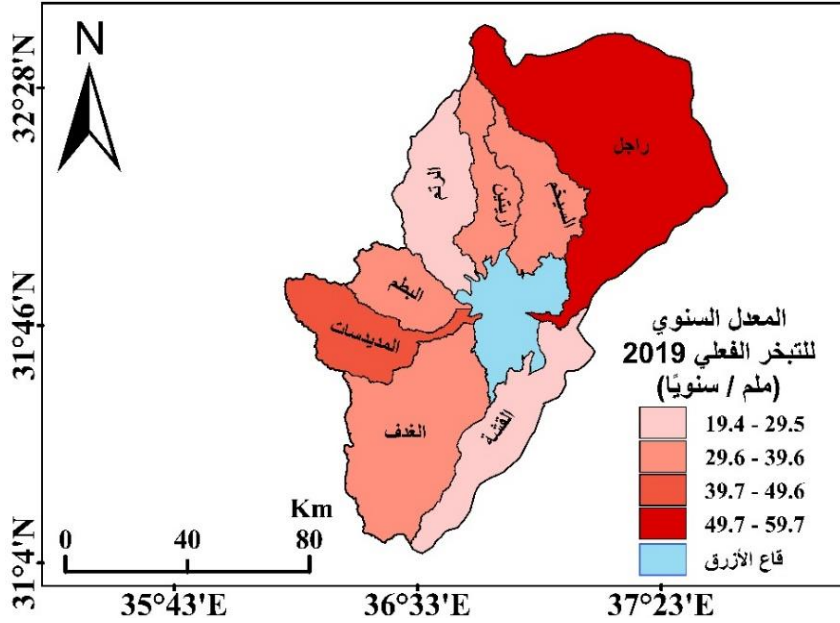 N
32°28'N
31°46'N
31°4'N
35°43'E
36°33'E
37°23'E
راجل
الرتيين
البطم
المديسات
الغدف
القشة
Km
0 40 80
المعدل السنوي
للتبخر الفعلي 2019
(ملم / سنويًا)
19.4 - 29.5
29.6 - 39.6
39.7 - 49.6
49.7 - 59.7
قاع الأزرق